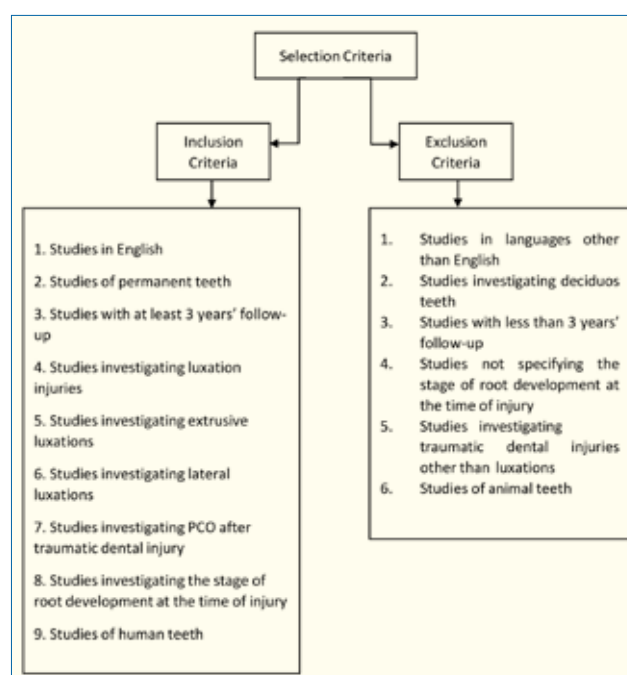 Selection Criteria
Inclusion
Criteria
Exclusion
Criteria
1. Studies in English
2. Studies of permanent teeth
3. Studies with at least 3 years' follow-
up
4. Studies investigating luxation
injuries
5. Studies investigating extrusive
luxations
6. Studies investigating lateral
luxations
7. Studies investigating PCO after
traumatic dental injury
8. Studies investigating the stage of
root development at the time of injury
9. Studies of human teeth
1. Studies in languages other
than English
2. Studies investigating deciduos
teeth
3. Studies with less than 3 years'
follow-up
4. Studies not specifying the
stage of root development at
the time of injury
5. Studies investigating
traumatic dental injuries
other than luxations
6. Studies of animal teeth